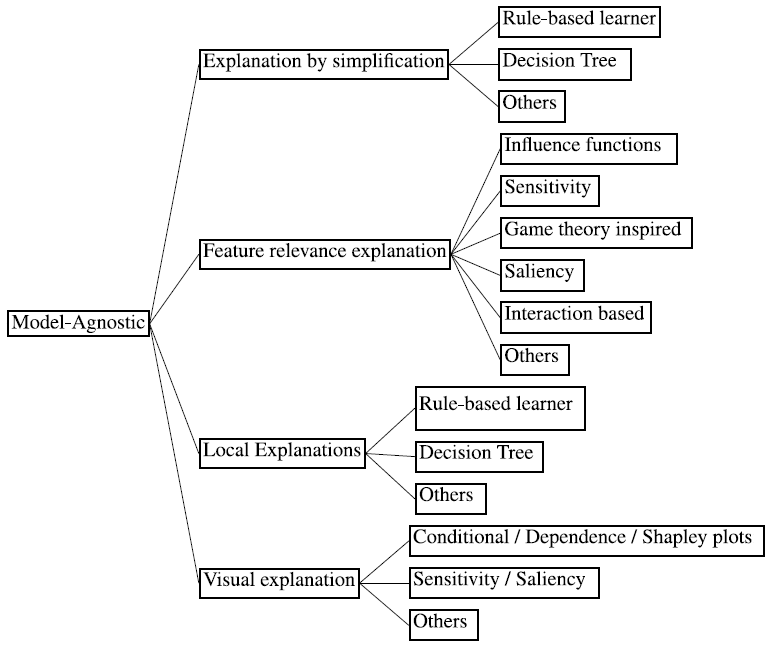 Model-Agnostic
Explanation by simplification
Rule-based learner
Decision Tree
Others
Feature relevance explanation
Influence functions
Sensitivity
Game theory inspired
Saliency
Interaction based
Others
Local Explanations
Rule-based learner
Decision Tree
Others
Visual explanation
Conditional / Dependence / Shapley plots
Sensitivity / Saliency
Others